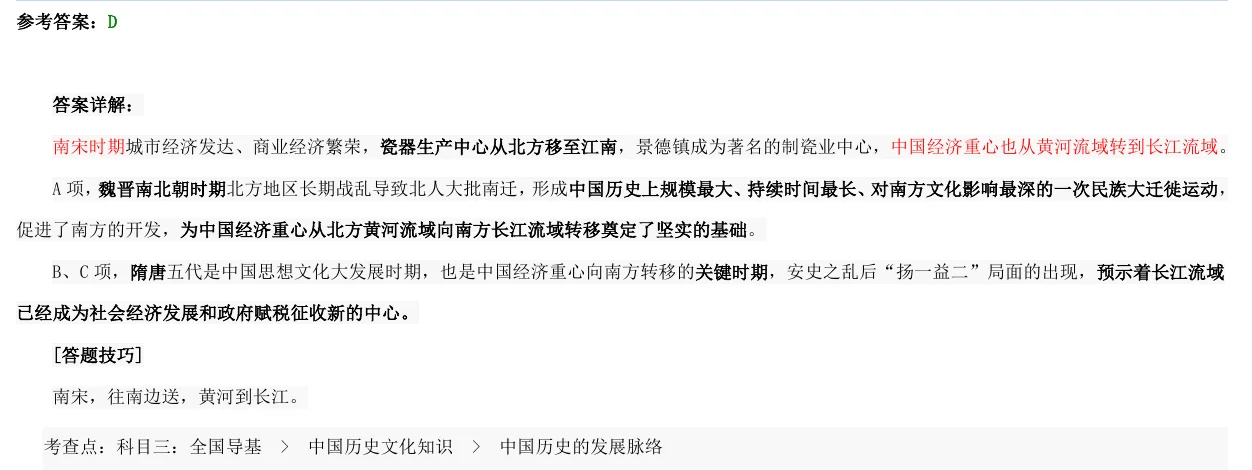 参考答案：D
答案详解：
南宋时期城市经济发达、商业经济繁荣，瓷器生产中心从北方移至江南，景德镇成为著名的制瓷业中心，中国经济重心也从黄河流域转到长江流域。
A 项，魏晋南北朝时期北方地区长期战乱导致北人大批南迁，形成中国历史上规模最大、持续时间最长、对南方文化影响最深的一次民族大迁徙运动，
促进了南方的开发，为中国经济重心从北方黄河流域向南方长江流域转移奠定了坚实的基础。
B、C 项，隋唐五代是中国思想文化大发展时期，也是中国经济重心向南方转移的关键时期，安史之乱后“扬一益二”局面的出现，预示着长江流域
已经成为社会经济发展和政府赋税征收新的中心。
[答题技巧]
南宋，往南边送，黄河到长江。
考查点：科目三：全国导基 > 中国历史文化知识 > 中国历史的发展脉络